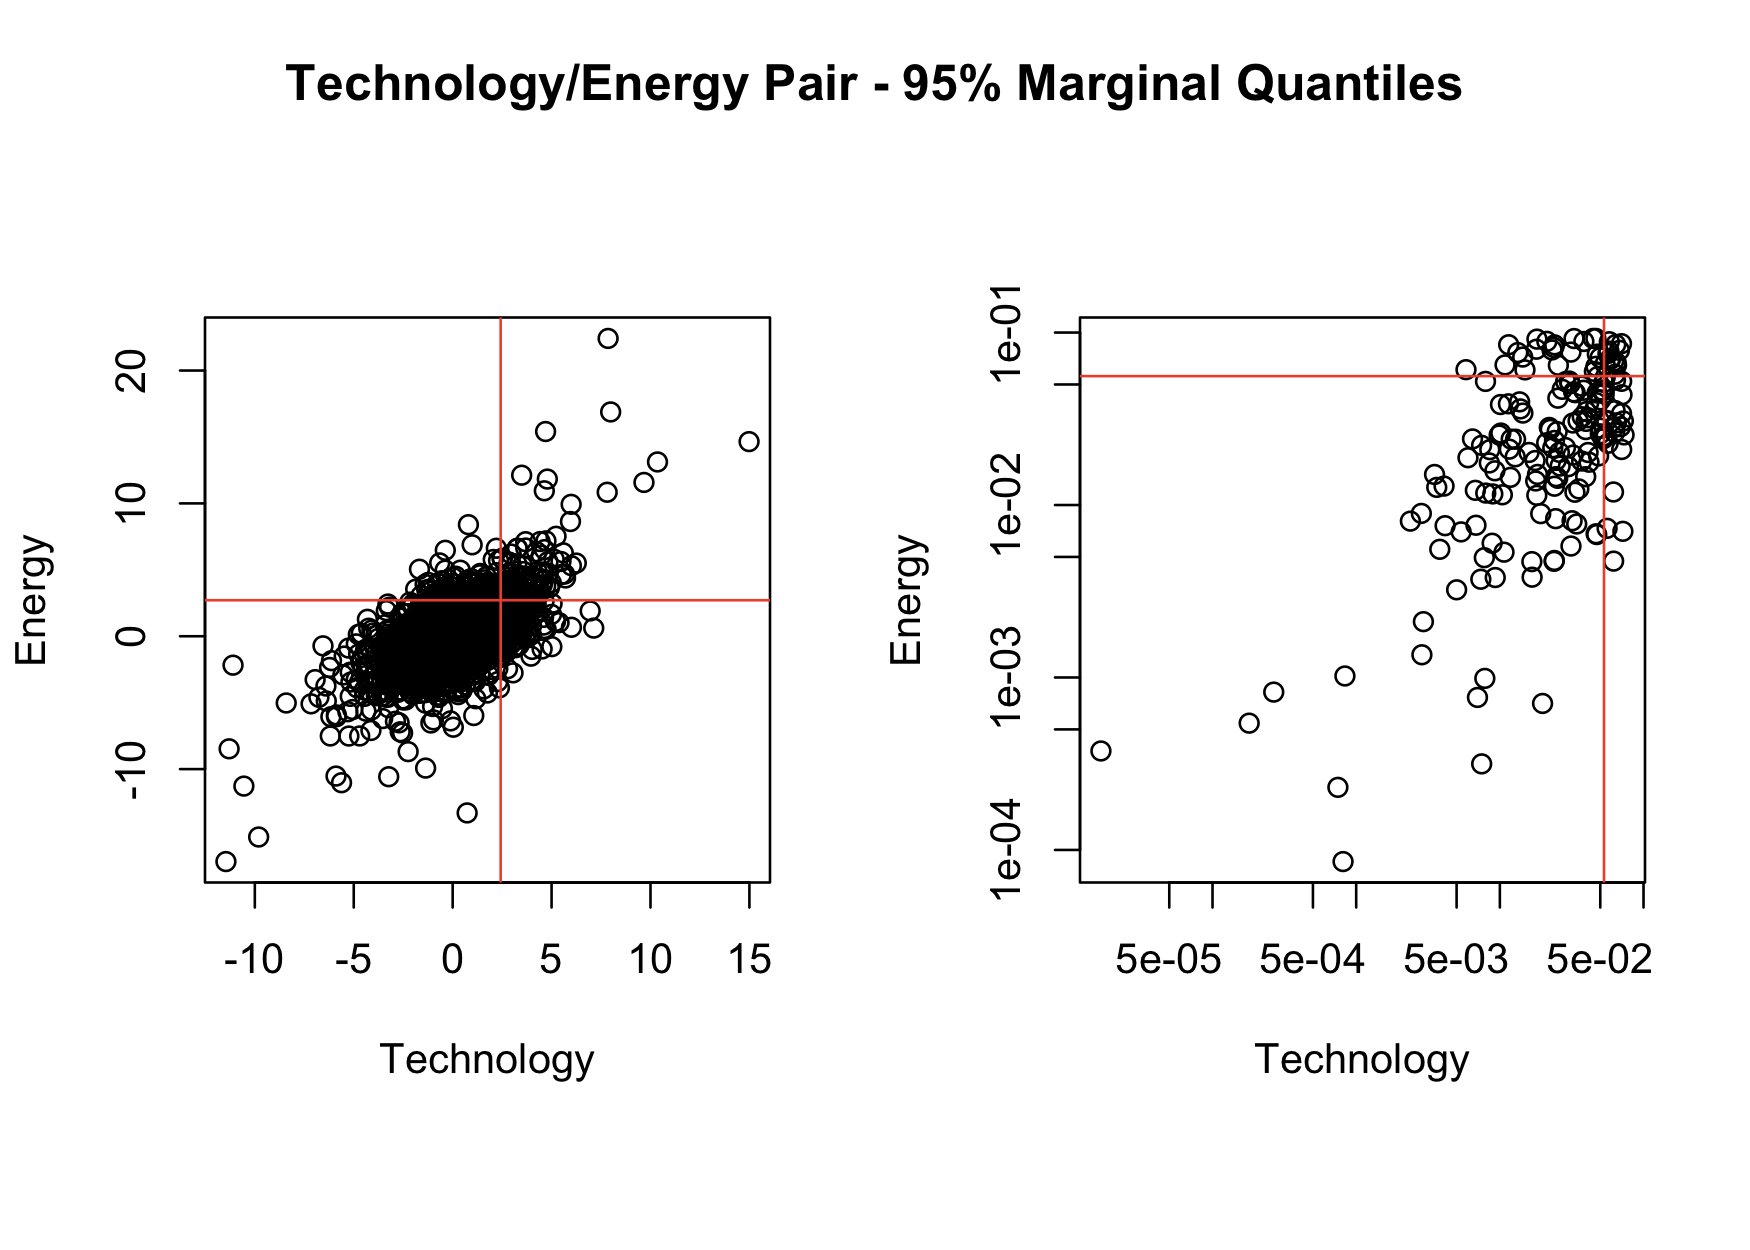 Technology/Energy Pair - 95% Marginal Quantiles
Energy
20
10
0
-10
-10 -5 0 5 10 15
Technology
Energy
1e-01
1e-02
1e-03
1e-04
5e-05 5e-04 5e-03 5e-02
Technology